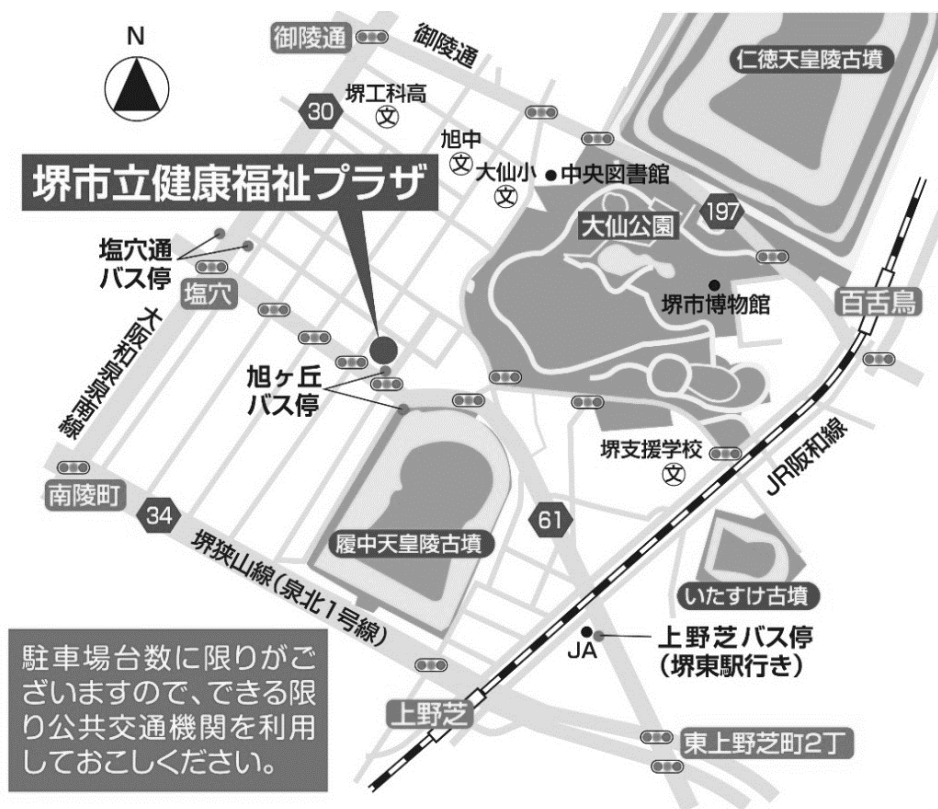 N
御陵通
御陵通
仁徳天皇陵古墳
30
堺工科高
文
旭中
文
大仙小
文
中央図書館
堺市立健康福祉プラザ
大仙公園
197
塩穴通
バス停
塩穴
堺市博物館
百舌鳥
大阪和泉泉南線
旭ヶ丘
バス停
JR阪和線
堺支援学校
文
南陵町
34
61
履中天皇陵古墳
堺狭山線(泉北1号線)
いたすけ古墳
JA
上野芝バス停
(堺東駅行き)
上野芝
東上野芝町2丁
駐車場台数に限りがご
ざいますので、できる限
り公共交通機関を利用
しておこしください。